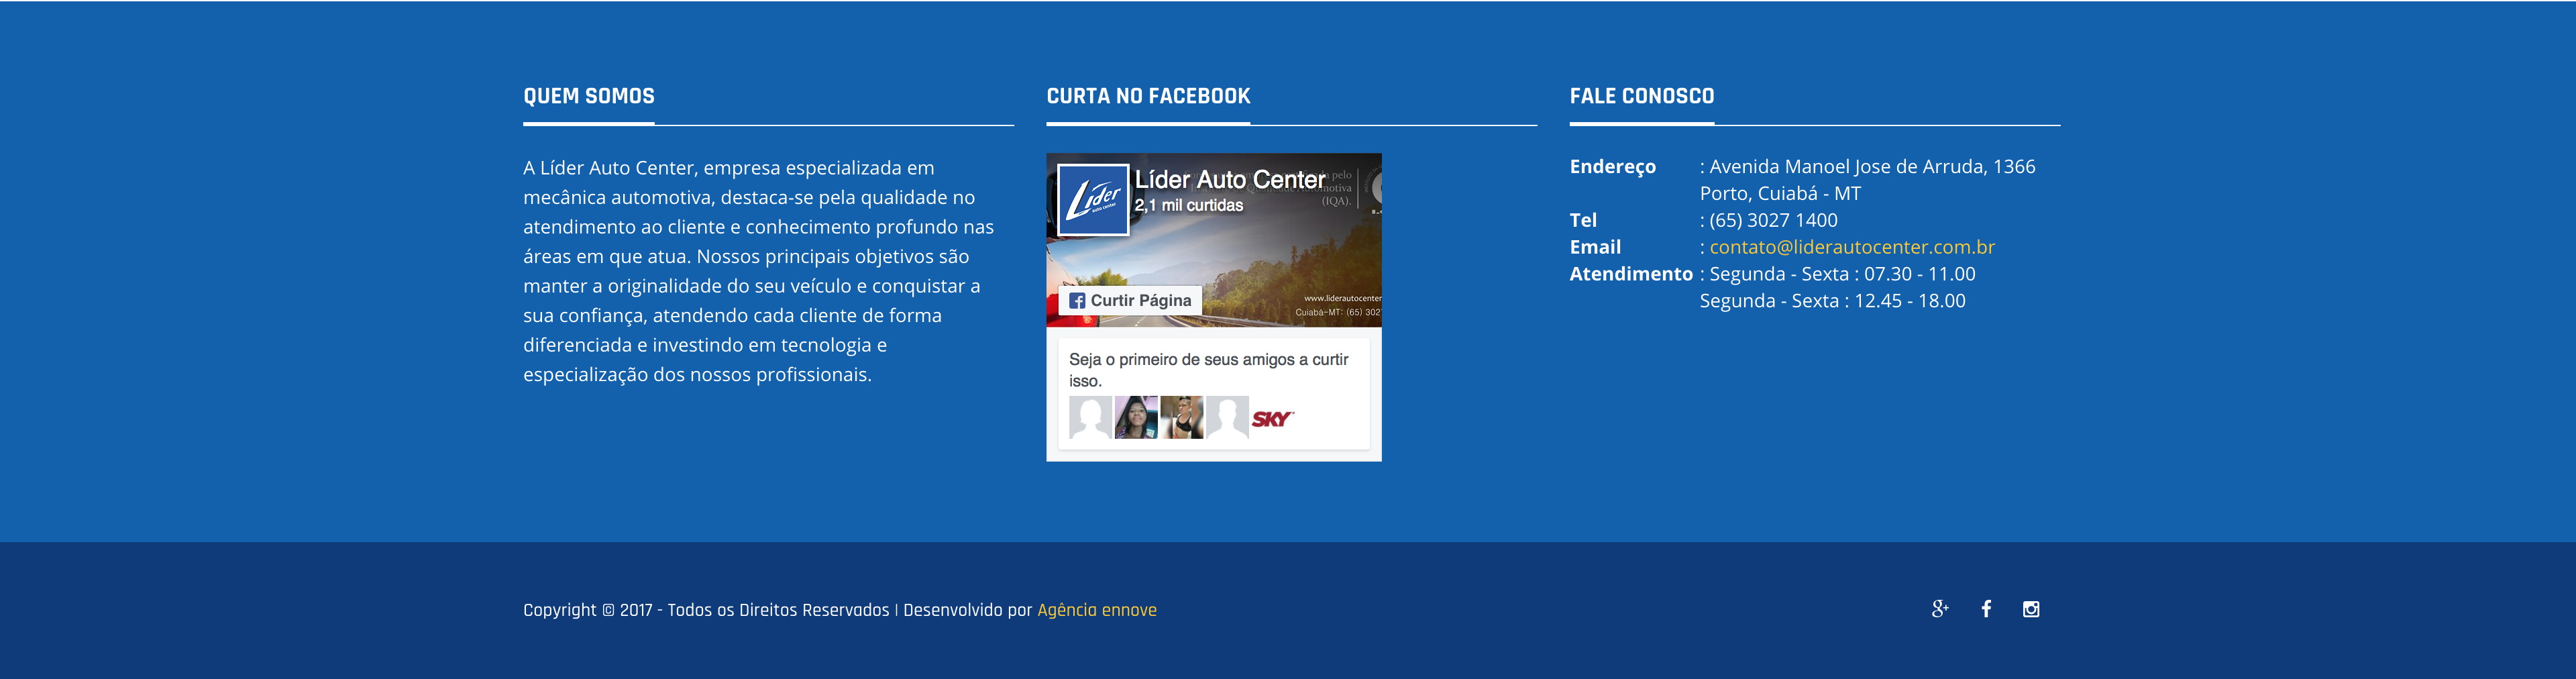 QUEM SOMOS
A Líder Auto Center, empresa especializada em
mecânica automotiva, destaca-se pela qualidade no
atendimento ao cliente e conhecimento profundo nas
áreas em que atua. Nossos principais objetivos são
manter a originalidade do seu veículo e conquistar a
sua confiança, atendendo cada cliente de forma
diferenciada e investindo em tecnologia e
especialização dos nossos profissionais.
CURTA NO FACEBOOK
Líder
auto center
Líder Auto Center
2,1 mil curtidas
pelo
(IQA).
Curtir Página
www.liderautocenter
Cuiabá-MT: (65) 302
Seja o primeiro de seus amigos a curtir
isso.
SKY
FALE CONOSCO
Endereço : Avenida Manoel Jose de Arruda, 1366
Porto, Cuiabá - MT
Tel : (65) 3027 1400
Email : contato@liderautocenter.com.br
Atendimento : Segunda - Sexta : 07.30 - 11.00
Segunda - Sexta : 12.45 - 18.00
Copyright © 2017 - Todos os Direitos Reservados | Desenvolvido por Agência ennove